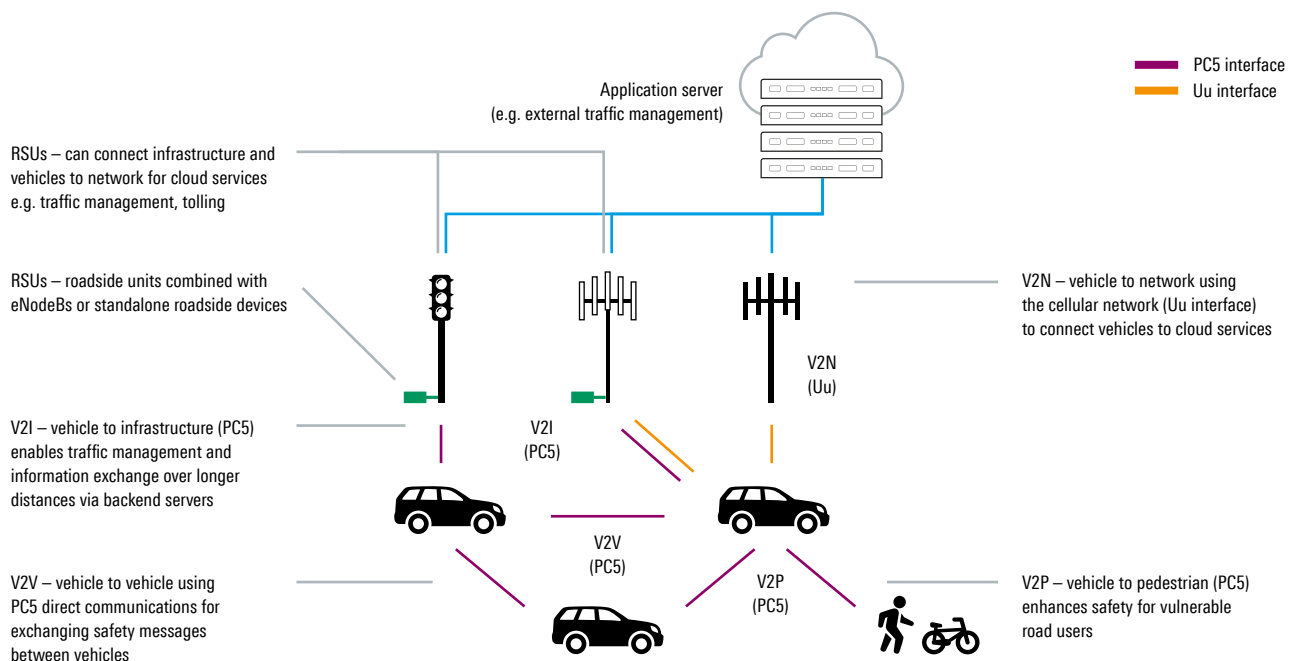 Application server
(e.g. external traffic management)
PC5 interface
Uu interface
RSUs – can connect infrastructure and
vehicles to network for cloud services
e.g. traffic management, tolling
RSUs – roadside units combined with
eNodeBs or standalone roadside devices
V2N – vehicle to network using
the cellular network (Uu interface)
to connect vehicles to cloud services
V2N
(Uu)
V2I – vehicle to infrastructure (PC5)
enables traffic management and
information exchange over longer
distances via backend servers
V2I
(PC5)
V2V
(PC5)
V2P
(PC5)
V2V – vehicle to vehicle using
PC5 direct communications for
exchanging safety messages
between vehicles
V2P – vehicle to pedestrian (PC5)
enhances safety for vulnerable
road users